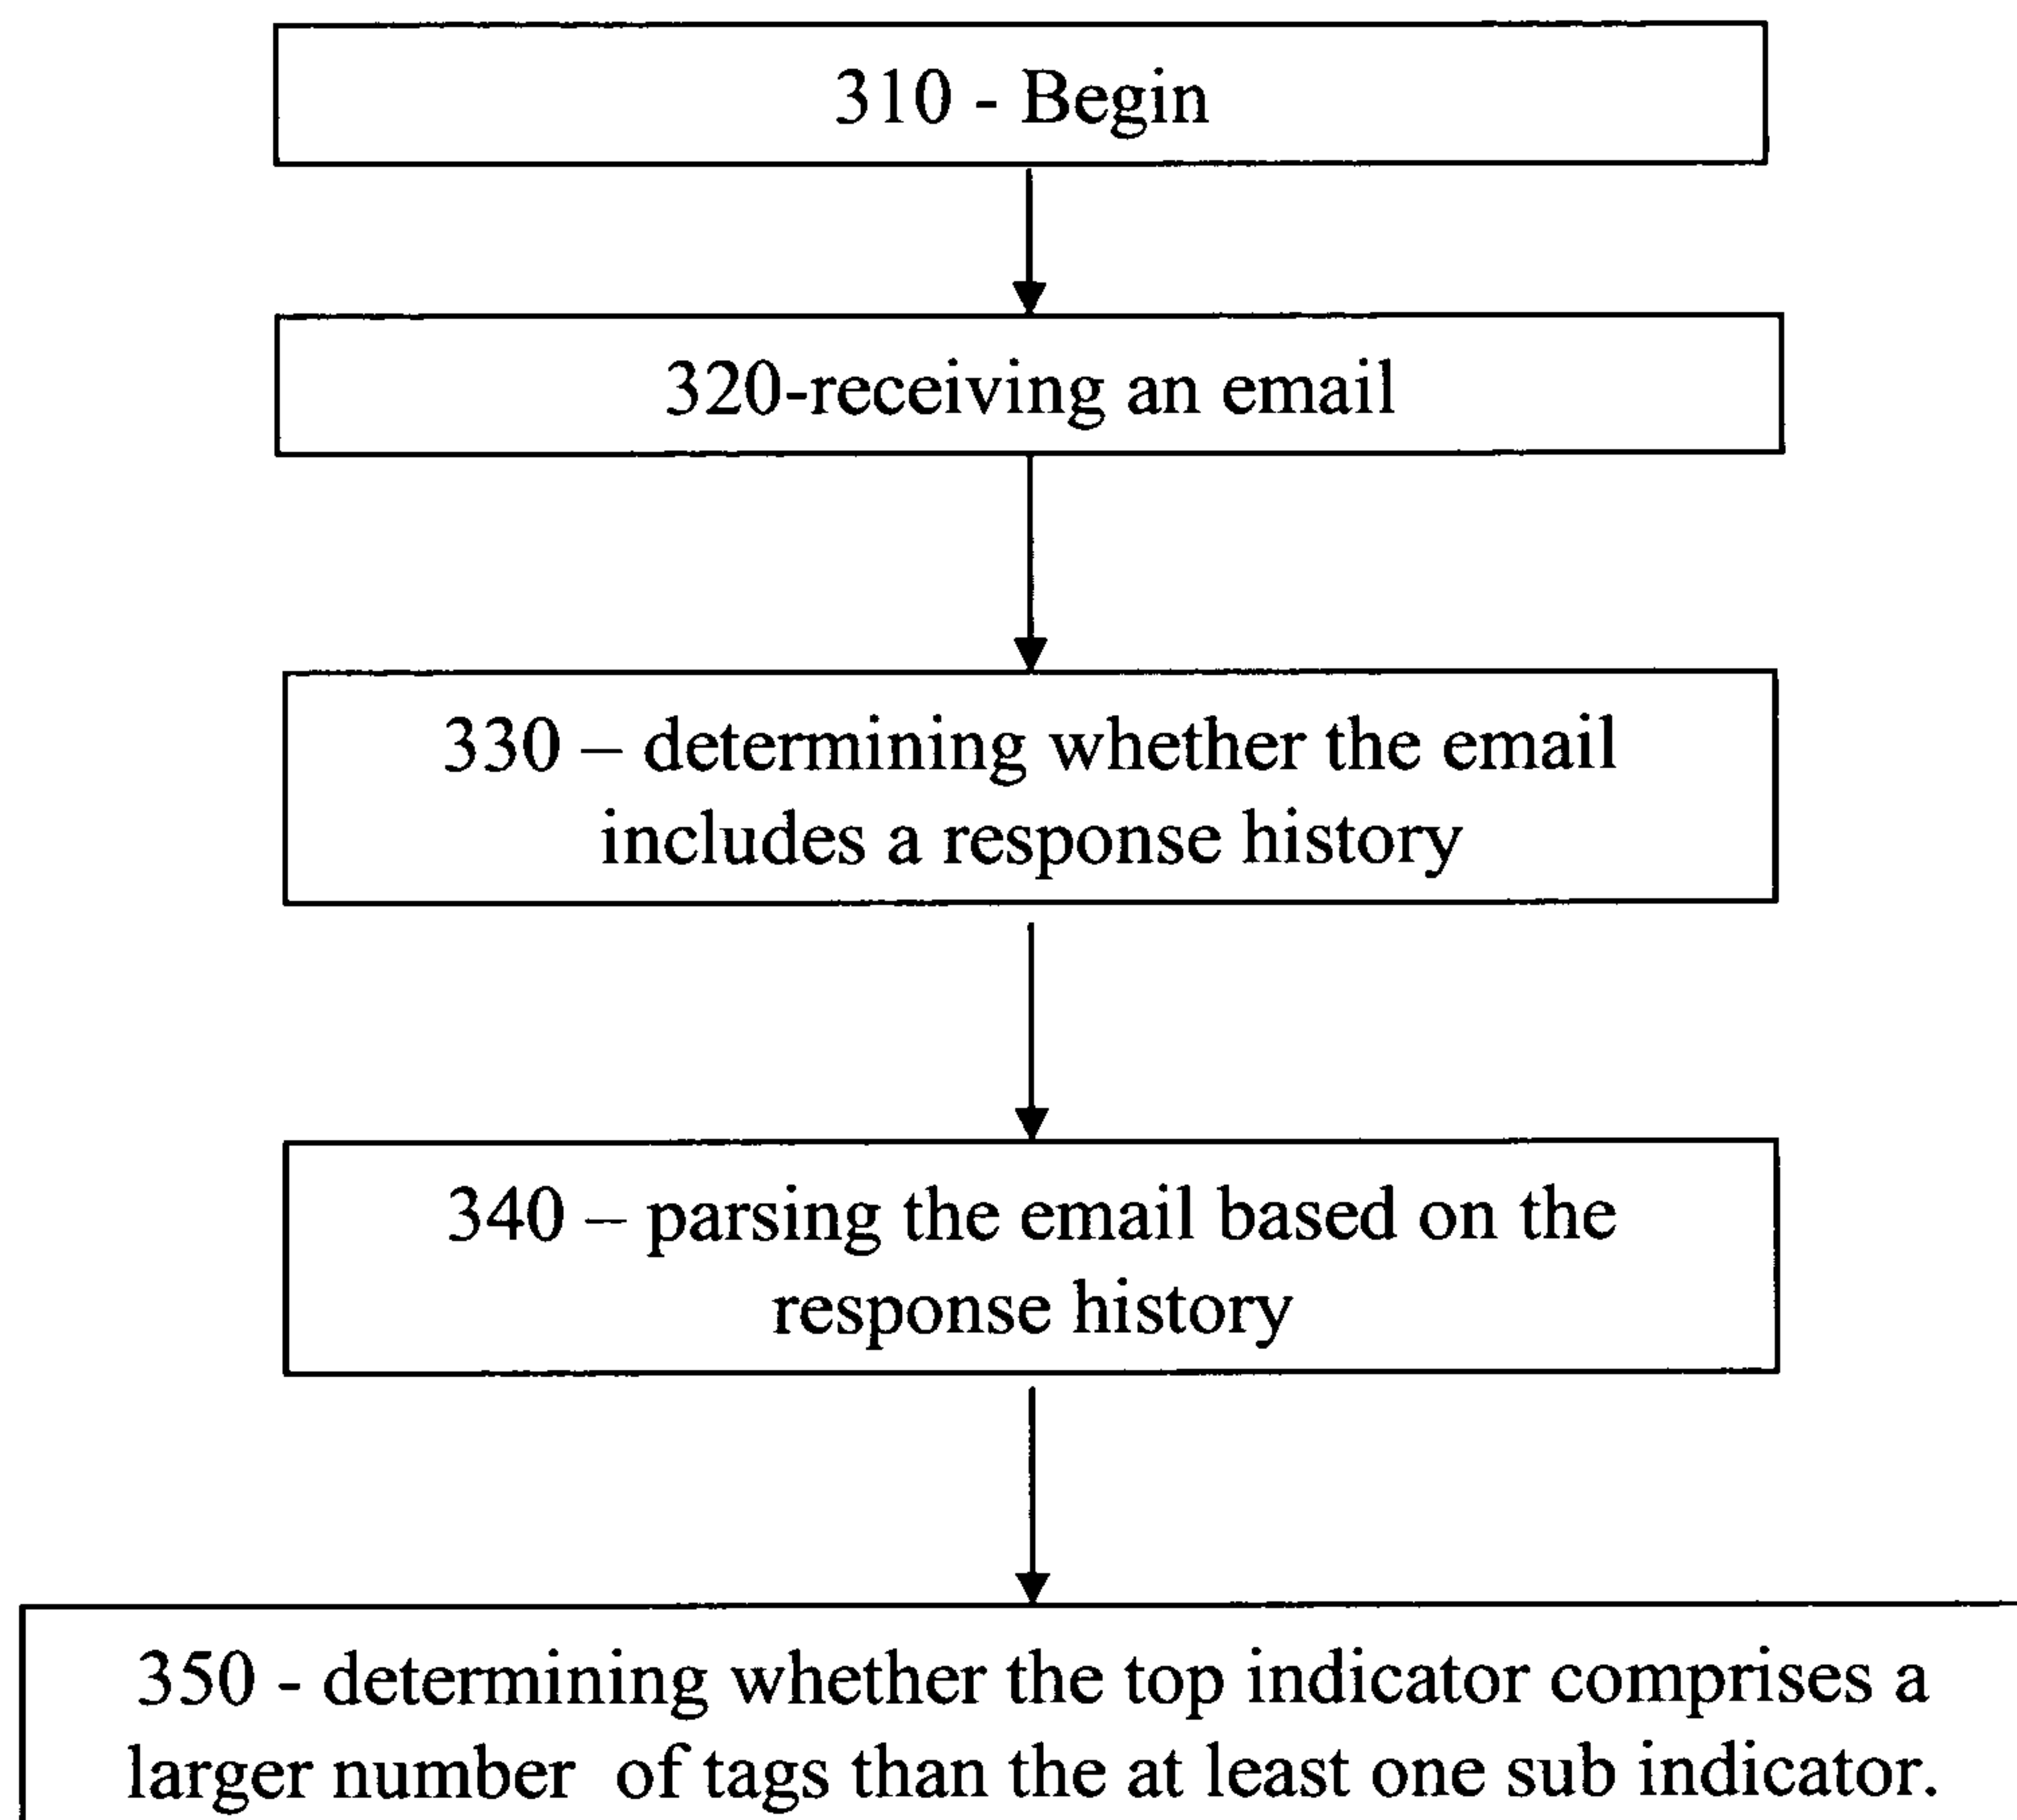 310 - Begin
320-receiving an email
330 – determining whether the email
includes a response history
340 – parsing the email based on the
response history
350 - determining whether the top indicator comprises a
larger number  of tags than the at least one sub indicator.